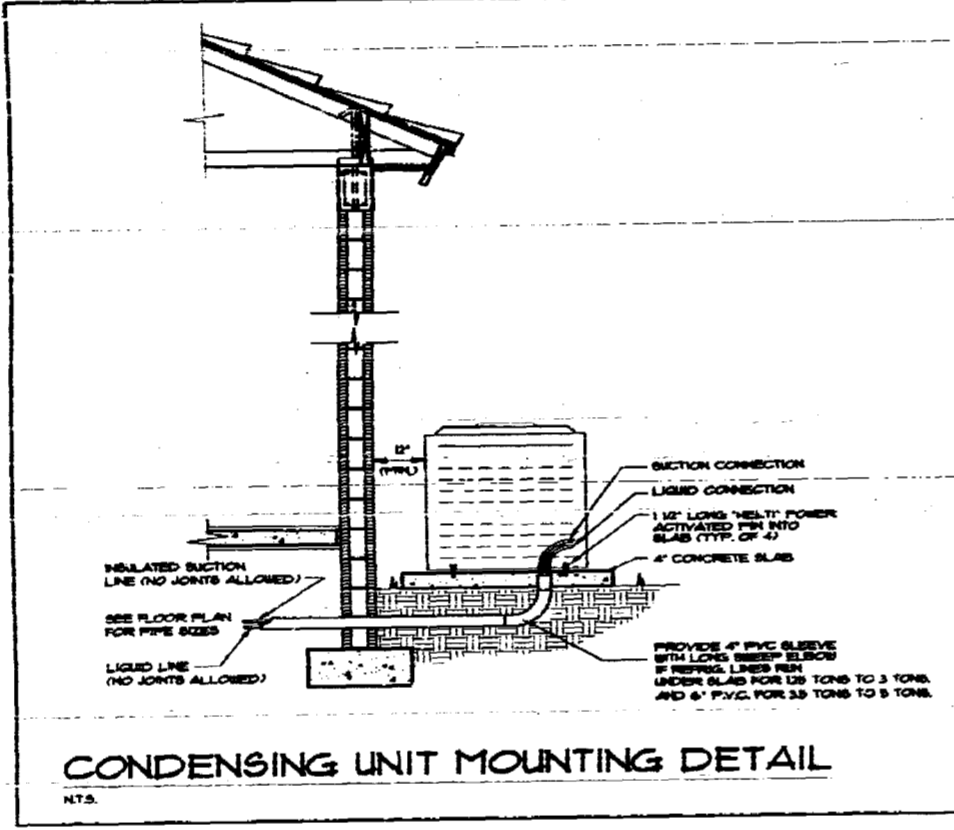 12"
(MIN.)
SUCTION CONNECTION
LIQUID CONNECTION
1 1/2" LONG "HELTI" POWER
ACTIVATED PIN INTO
SLAB (TYP. OF 4)
4" CONCRETE SLAB
INSULATED SUCTION
LINE (NO JOINTS ALLOWED)
SEE FLOOR PLAN
FOR PIPE SIZES
LIQUID LINE
(NO JOINTS ALLOWED)
PROVIDE 4" PVC SLEEVE
WITH LONG SWEEP ELBOW
IF REFRIG. LINES RUN
UNDER SLAB FOR TONS TO 3 TONS.
AND 6" P.V.C. FOR 3.5 TONS TO 5 TONS.
CONDENSING UNIT MOUNTING DETAIL
N.T.S.